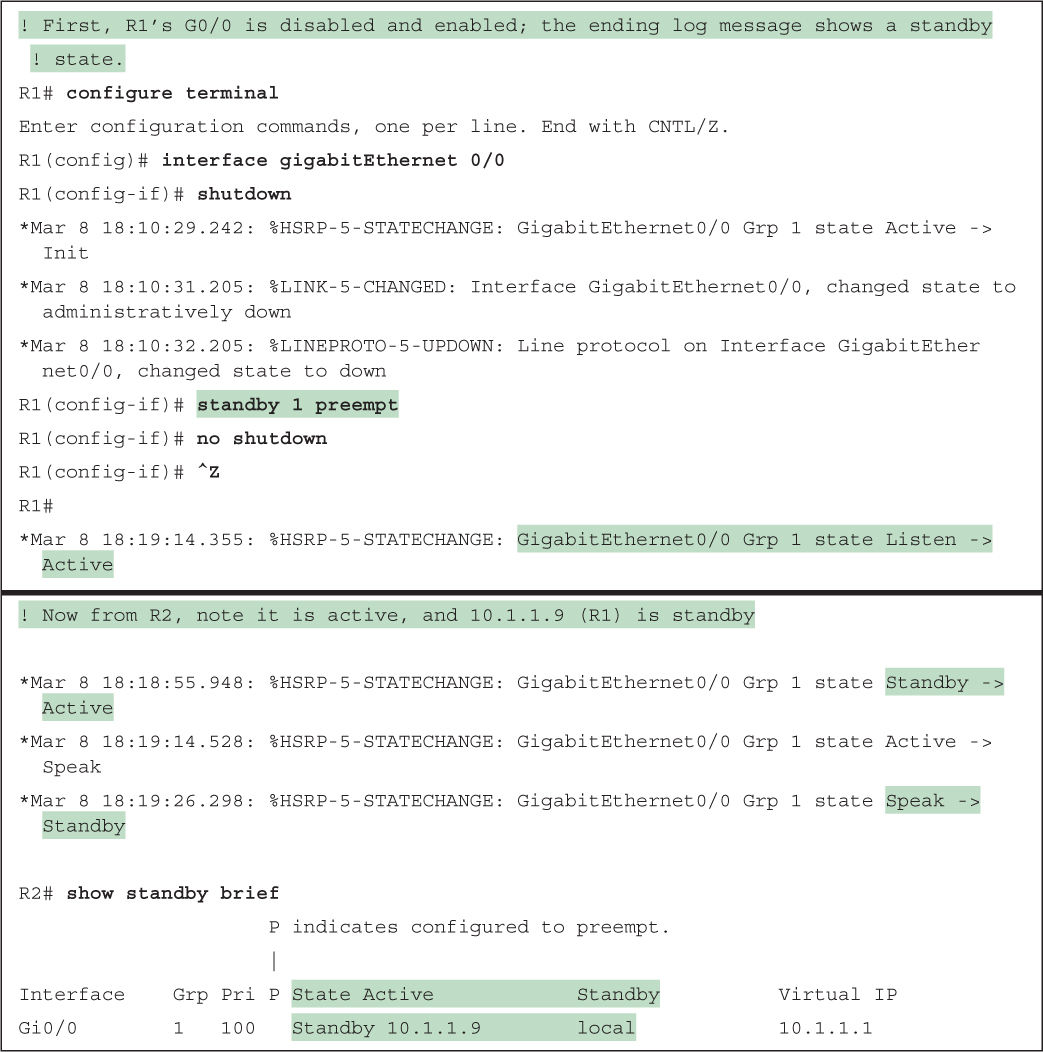 ! First, R1’s G0/0 is disabled and enabled; the ending log message shows a standby
! state.
R1# configure terminal
Enter configuration commands, one per line. End with CNTL/Z.
R1(config)# interface gigabitEthernet 0/0
R1(config-if)# shutdown
*Mar 8 18:10:29.242: %HSRP-5-STATECHANGE: GigabitEthernet0/0 Grp 1 state Active ->
Init
*Mar 8 18:10:31.205: %LINK-5-CHANGED: Interface GigabitEthernet0/0, changed state to
administratively down
*Mar 8 18:10:32.205: %LINEPROTO-5-UPDOWN: Line protocol on Interface GigabitEther
net0/0, changed state to down
R1(config-if)# standby 1 preempt
R1(config-if)# no shutdown
R1(config-if)# ^Z
R1#
*Mar 8 18:19:14.355: %HSRP-5-STATECHANGE: GigabitEthernet0/0 Grp 1 state Listen ->
Active
! Now from R2, note it is active, and 10.1.1.9 (R1) is standby
*Mar 8 18:18:55.948: %HSRP-5-STATECHANGE: GigabitEthernet0/0 Grp 1 state Standby ->
Active
*Mar 8 18:19:14.528: %HSRP-5-STATECHANGE: GigabitEthernet0/0 Grp 1 state Active ->
Speak
*Mar 8 18:19:26.298: %HSRP-5-STATECHANGE: GigabitEthernet0/0 Grp 1 state Speak ->
Standby
R2# show standby brief
P indicates configured to preempt.
|
Interface Grp Pri P State Active Standby Virtual IP
Gi0/0 1 100 Standby 10.1.1.9 local 10.1.1.1